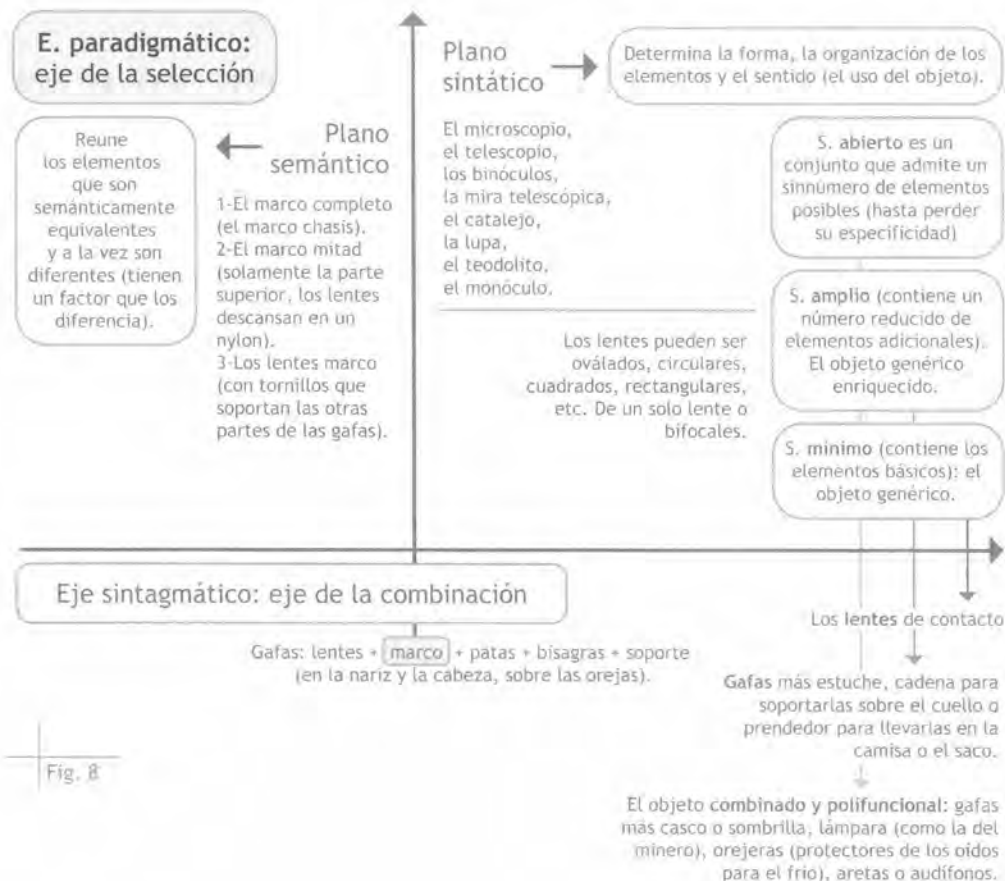 E. paradigmático:
eje de la selección
Plano
sintático
Determina la forma, la organización de los
elementos y el sentido (el uso del objeto).
Reune
los elementos
que son
semánticamente
equivalentes
y a la vez son
diferentes (tienen
un factor que los
diferencia).
Plano
semántico
1-El marco completo
(el marco chasis).
2-El marco mitad
(solamente la parte
superior, los lentes
descansan en un
nylon).
3-Los lentes marco
(con tornillos que
soportan las otras
partes de las gafas).
El microscopio,
el telescopio,
los binóculos,
la mira telescópica,
el catalejo,
la lupa,
el teodolito,
el monóculo.
Los lentes pueden ser
oválados, circulares,
cuadrados, rectangulares,
etc. De un solo lente o
bifocales.
S. abierto es un
conjunto que admite un
sinnúmero de elementos
posibles (hasta perder
su especificidad)
S. amplio (contiene un
número reducido de
elementos adicionales).
El objeto genérico
enriquecido.
S. mínimo (contiene los
elementos básicos): el
objeto genérico.
Eje sintagmático: eje de la combinación
Gafas: lentes + marco + patas + bisagras + soporte
(en la nariz y la cabeza, sobre las orejas).
Los lentes de contacto
Gafas más estuche, cadena para
soportarlas sobre el cuello o
prendedor para llevarlas en la
camisa o el saco.
El objeto combinado y polifuncional: gafas
más casco o sombrilla, lámpara (como la del
minero), orejeras (protectores de los oídos
para el frío), aretas o audífonos.
Fig. 8